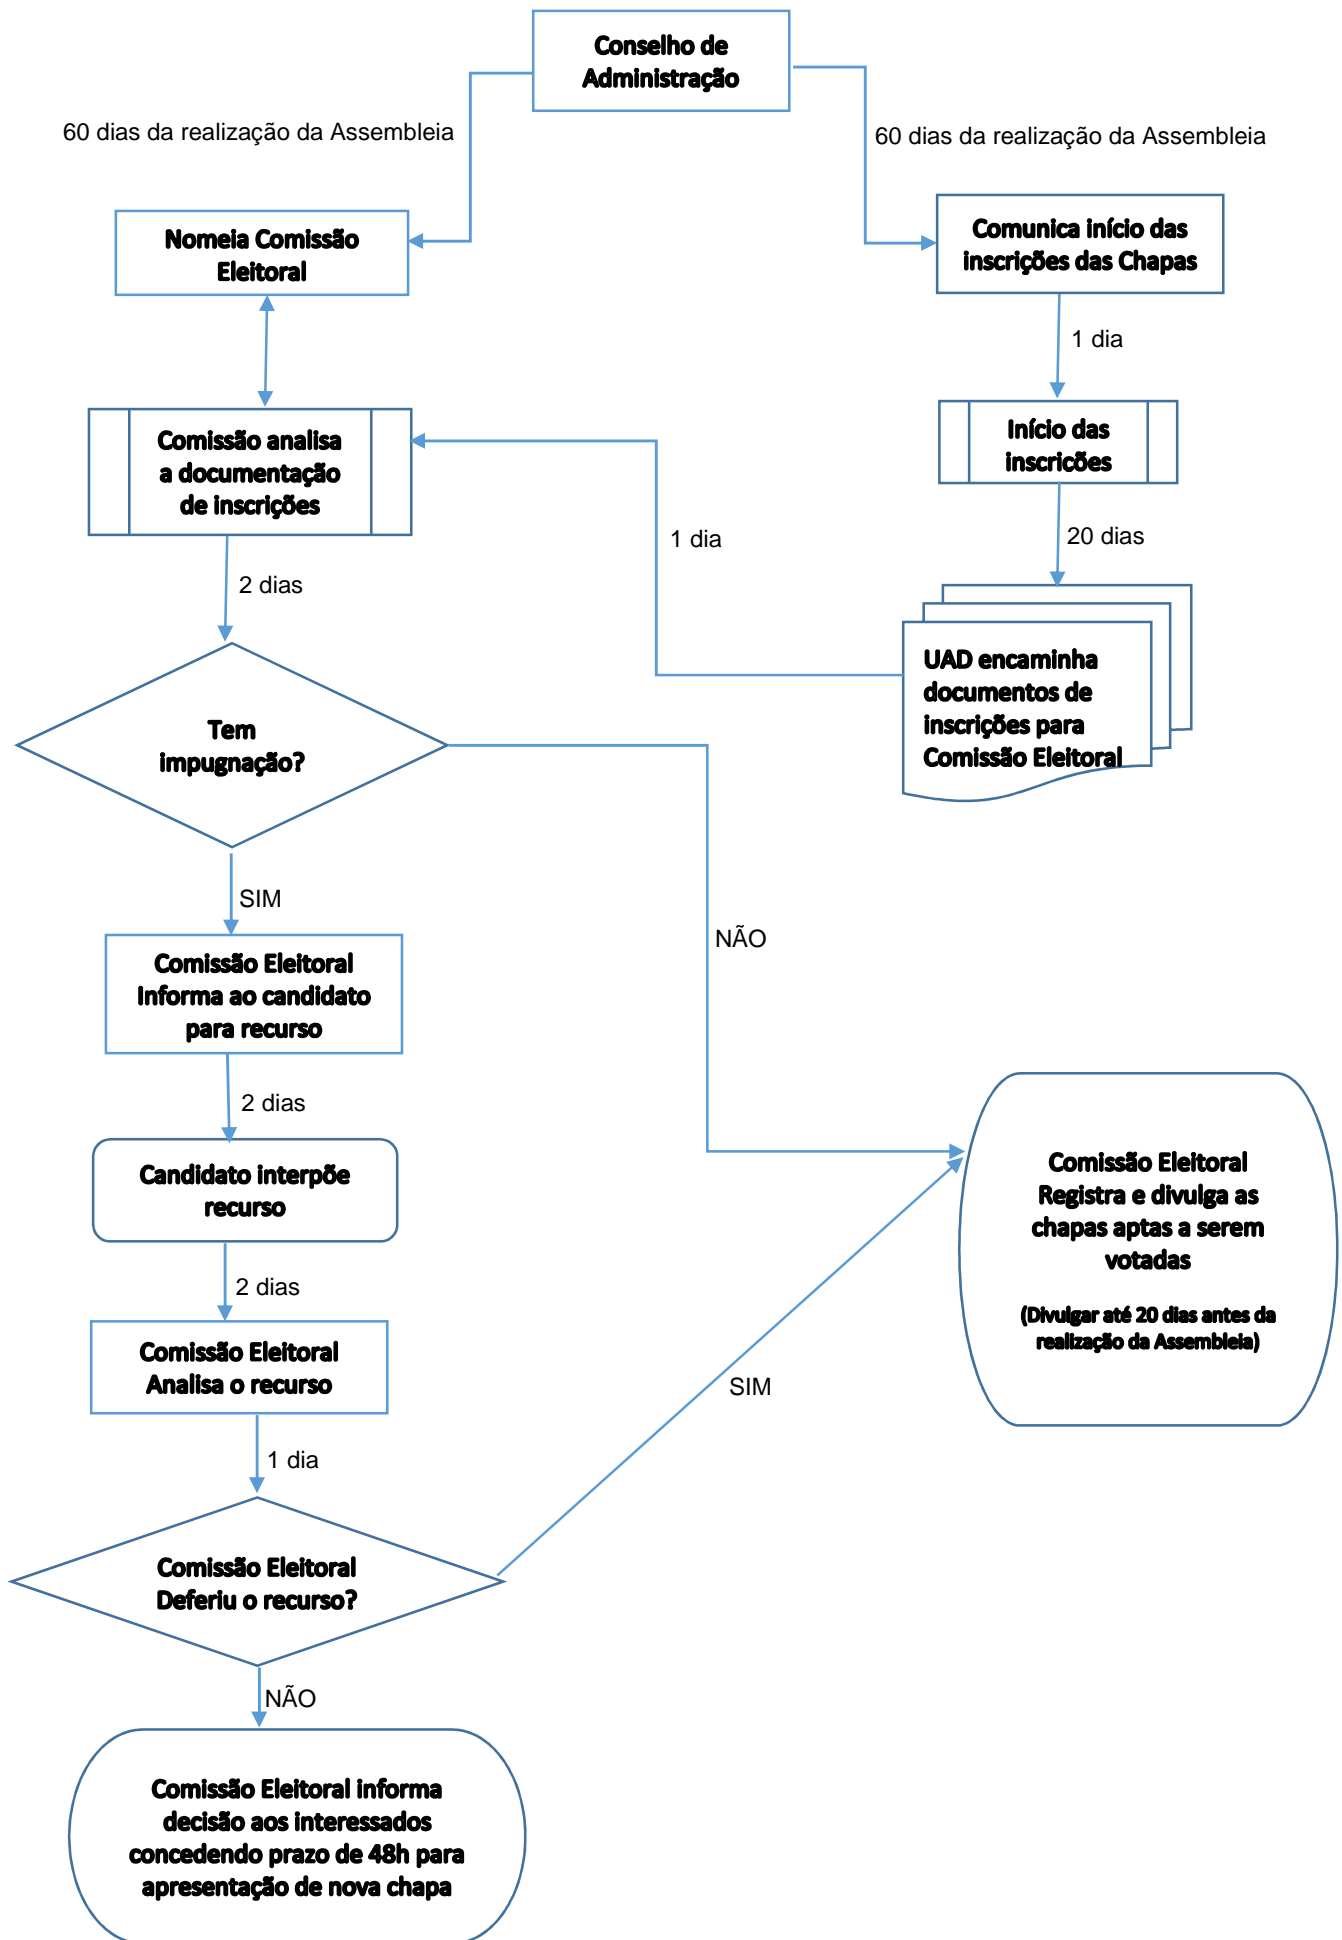 Conselho de
Administração
60 dias da realização da Assembleia
60 dias da realização da Assembleia
Nomeia Comissão
Eleitoral
Comunica início das
inscrições das Chapas
1 dia
Comissão analisa
a documentação
de inscrições
Início das
inscricões
1 dia
20 dias
2 dias
UAD encaminha
documentos de
inscrições para
Comissão Eleitoral
Tem
impugnação?
SIM
NÃO
Comissão Eleitoral
Informa ao candidato
para recurso
2 dias
Candidato interpõe
recurso
Comissão Eleitoral
Registra e divulga as
chapas aptas a serem
votadas
(Divulgar até 20 dias antes da
realização da Assembleia)
2 dias
Comissão Eleitoral
Analisa o recurso
SIM
1 dia
Comissão Eleitoral
Deferiu o recurso?
NÃO
Comissão Eleitoral informa
decisão aos interessados
concedendo prazo de 48h para
apresentação de nova chapa